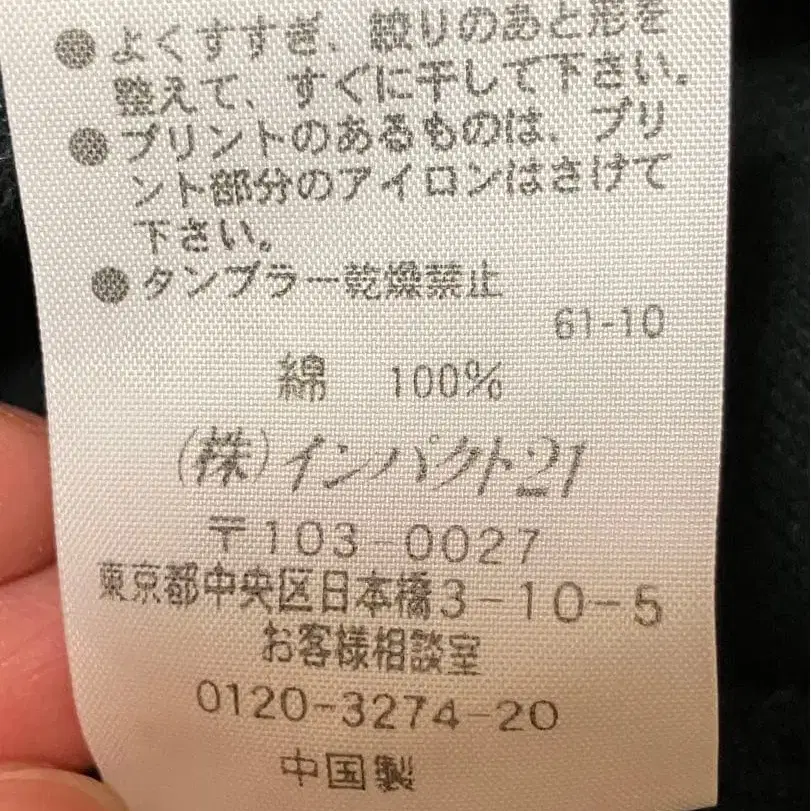 ●よくすすぎ、絞りのあと形を
整えて、すぐに干して下さい。
●プリントのあるものは、プリ
ント部分のアイロンはさけて
下さい。
●タンブラー乾燥禁止
61-10
綿 100%
(株)インパクト21
〒103-0027
東京都中央区日本橋3-10-5
お客様相談室
0120-3274-20
中国製